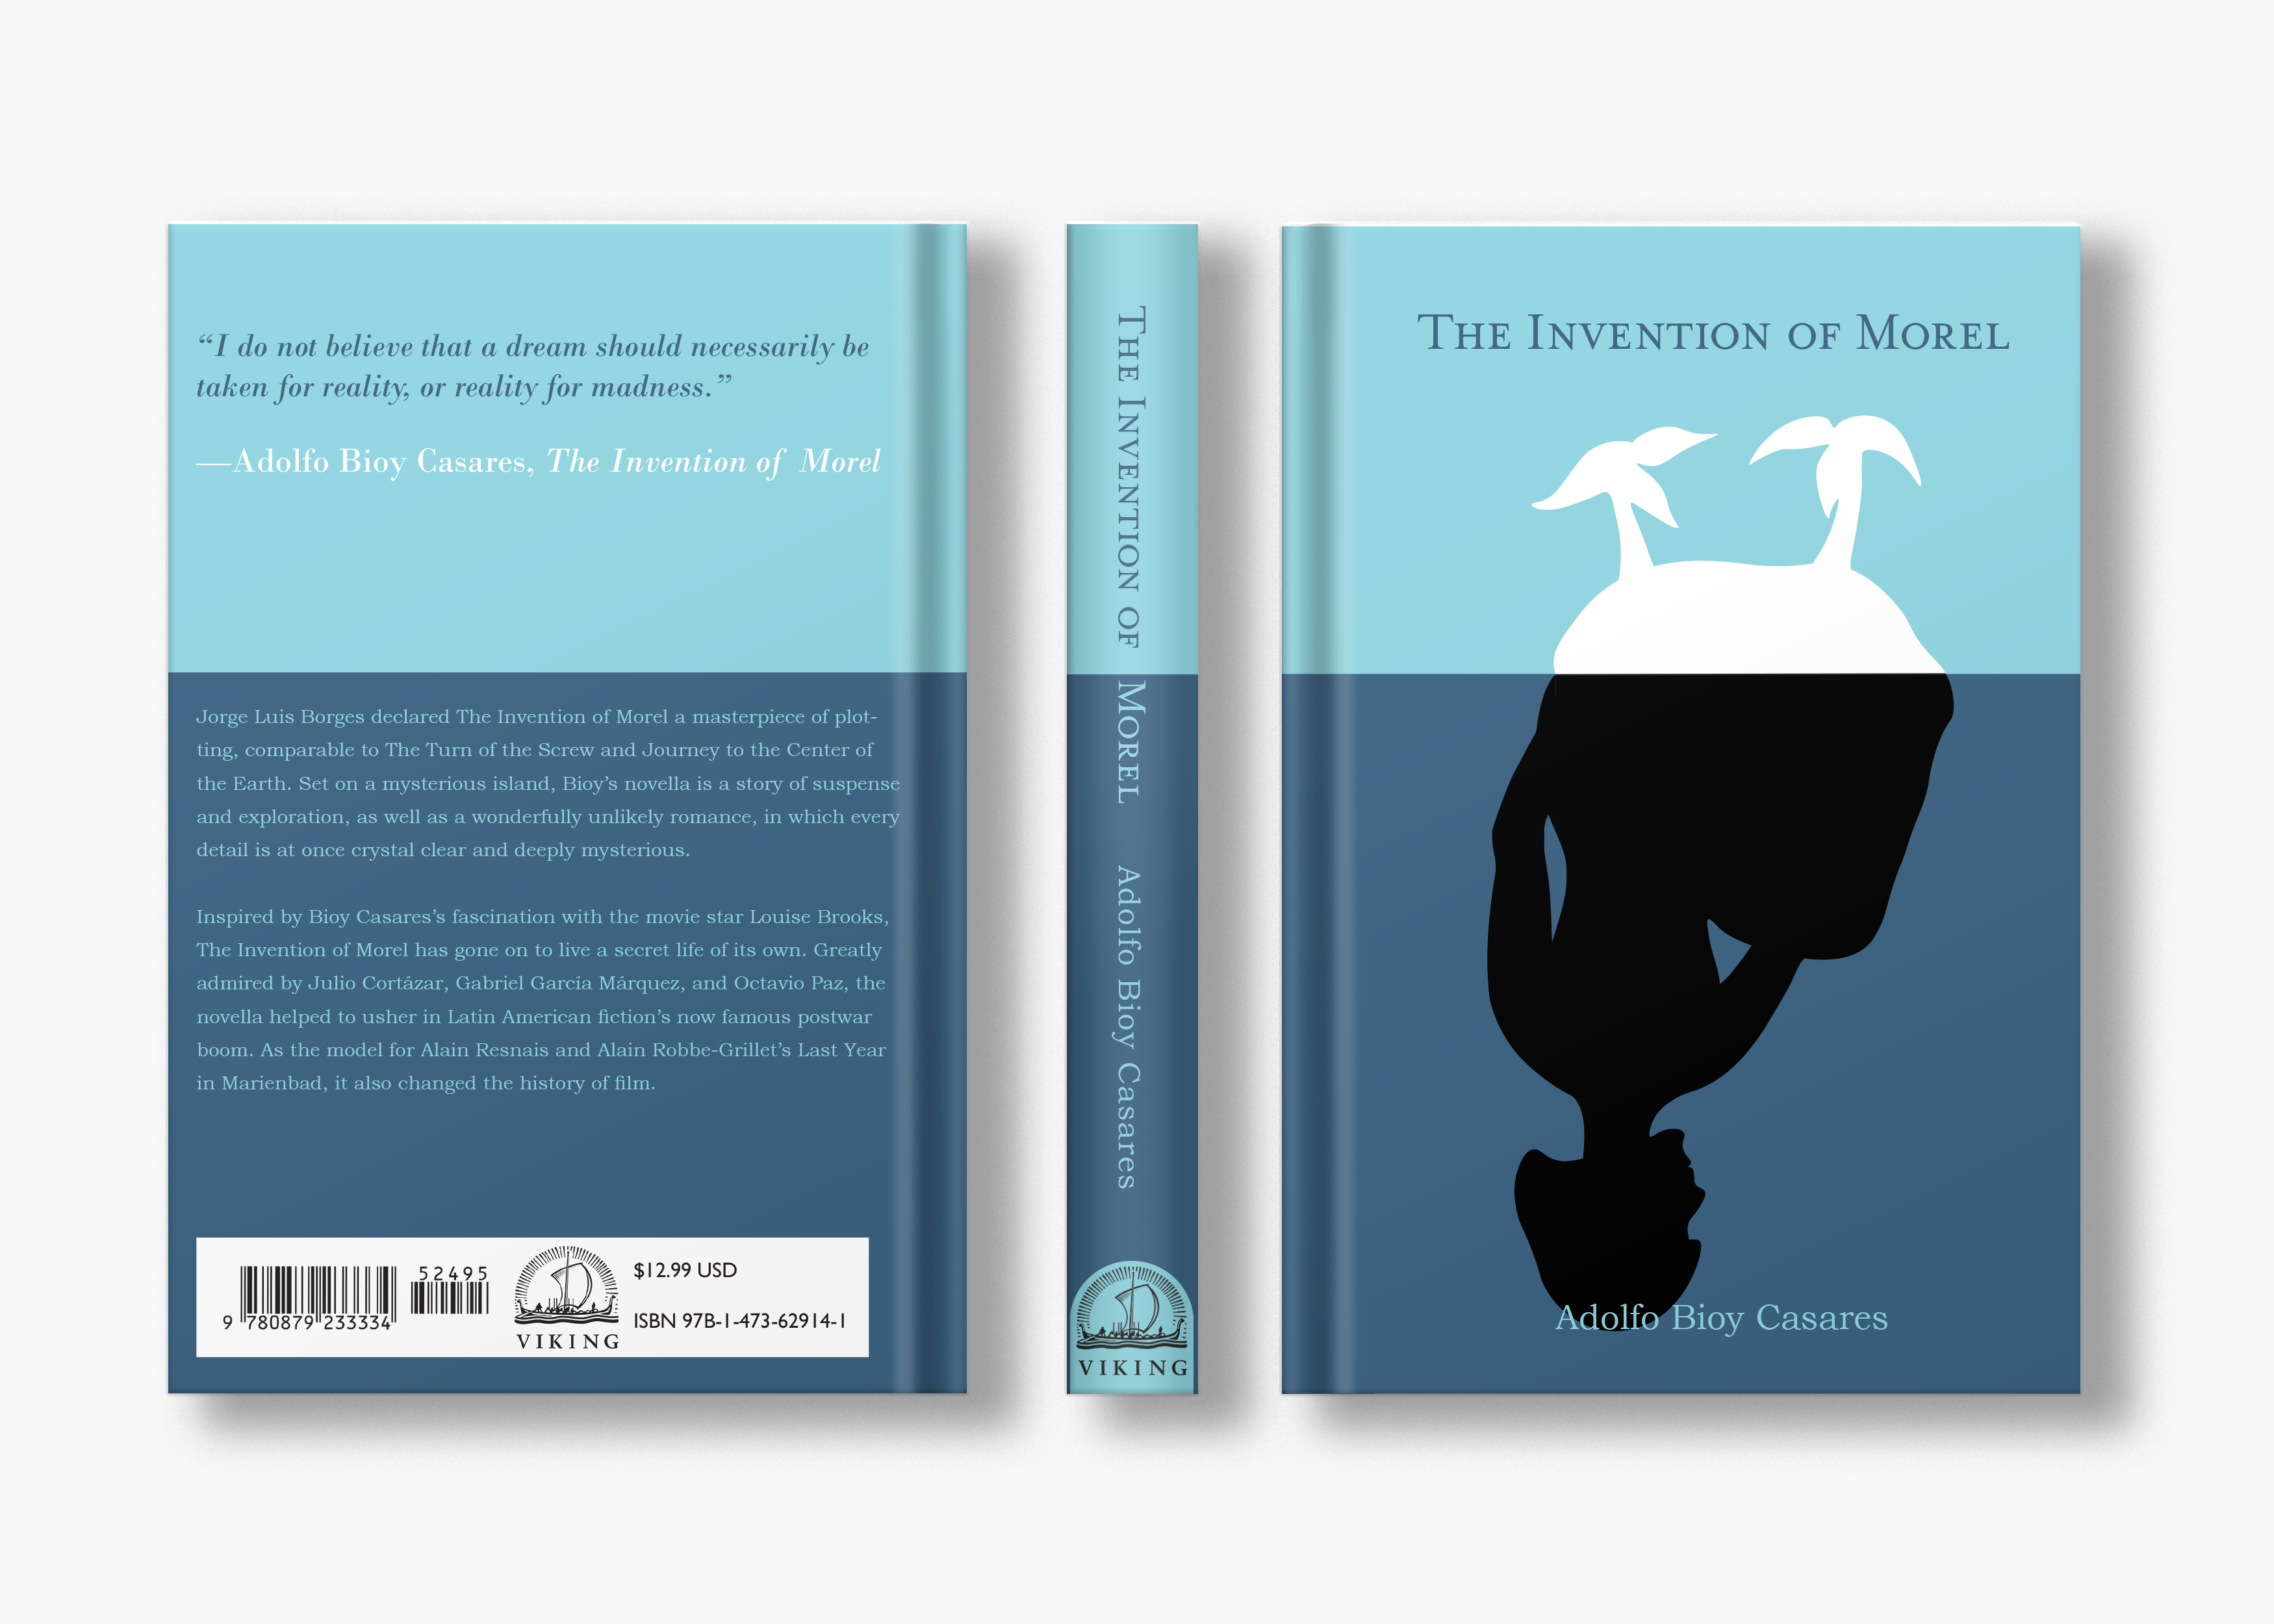 “I do not believe that a dream should necessarily be
taken for reality, or reality for madness.”
—Adolfo Bioy Casares, The Invention of Morel
Jorge Luis Borges declared The Invention of Morel a masterpiece of plot-
ting, comparable to The Turn of the Screw and Journey to the Center of
the Earth. Set on a mysterious island, Bioy’s novella is a story of suspense
and exploration, as well as a wonderfully unlikely romance, in which every
detail is at once crystal clear and deeply mysterious.
Inspired by Bioy Casares’s fascination with the movie star Louise Brooks,
The Invention of Morel has gone on to live a secret life of its own. Greatly
admired by Julio Cortázar, Gabriel García Márquez, and Octavio Paz, the
novella helped to usher in Latin American fiction’s now famous postwar
boom. As the model for Alain Resnais and Alain Robbe-Grillet’s Last Year
in Marienbad, it also changed the history of film.
9 780879 233334
52495
VIKING
$12.99 USD
ISBN 97B-1-473-62914-1
The Invention of Morel Adolfo Bioy Casares
VIKING
The Invention of Morel
Adolfo Bioy Casares